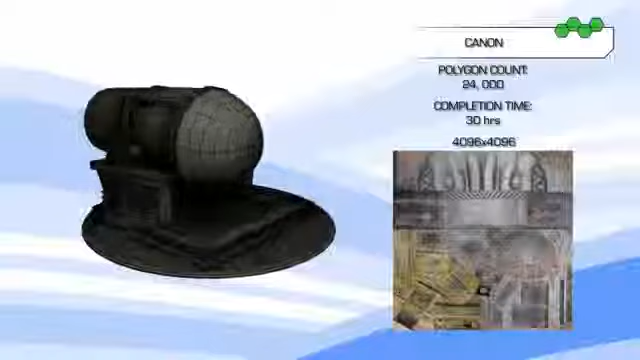 CANON
POLYGON COUNT:
24, 000
COMPLETION TIME:
30 hrs
4096x4096